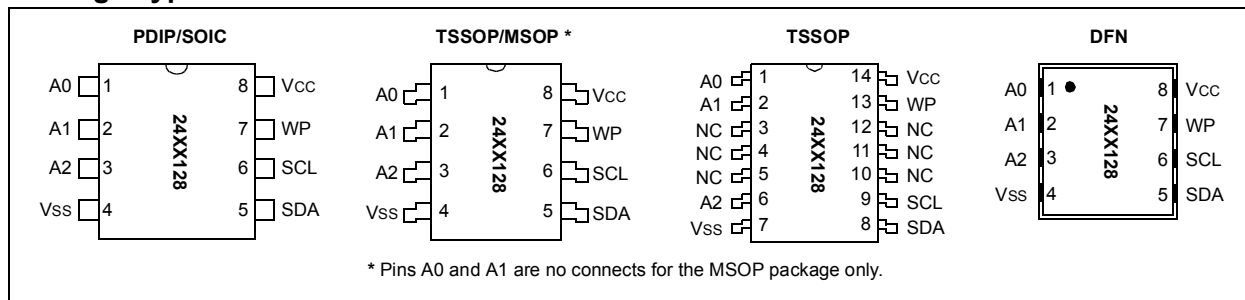 PDIP/SOIC
A0 1 8 VCC
A1 2 7 WP
A2 3 6 SCL
VSS 4 5 SDA
24XX128
TSSOP/MSOP *
A0 1 8 VCC
A1 2 7 WP
A2 3 6 SCL
VSS 4 5 SDA
24XX128
TSSOP
A0 1 14 VCC
A1 2 13 WP
NC 3 12 NC
NC 4 11 NC
NC 5 10 NC
A2 6 9 SCL
VSS 7 8 SDA
24XX128
DFN
A0 1 8 VCC
A1 2 7 WP
A2 3 6 SCL
VSS 4 5 SDA
24XX128
* Pins A0 and A1 are no connects for the MSOP package only.